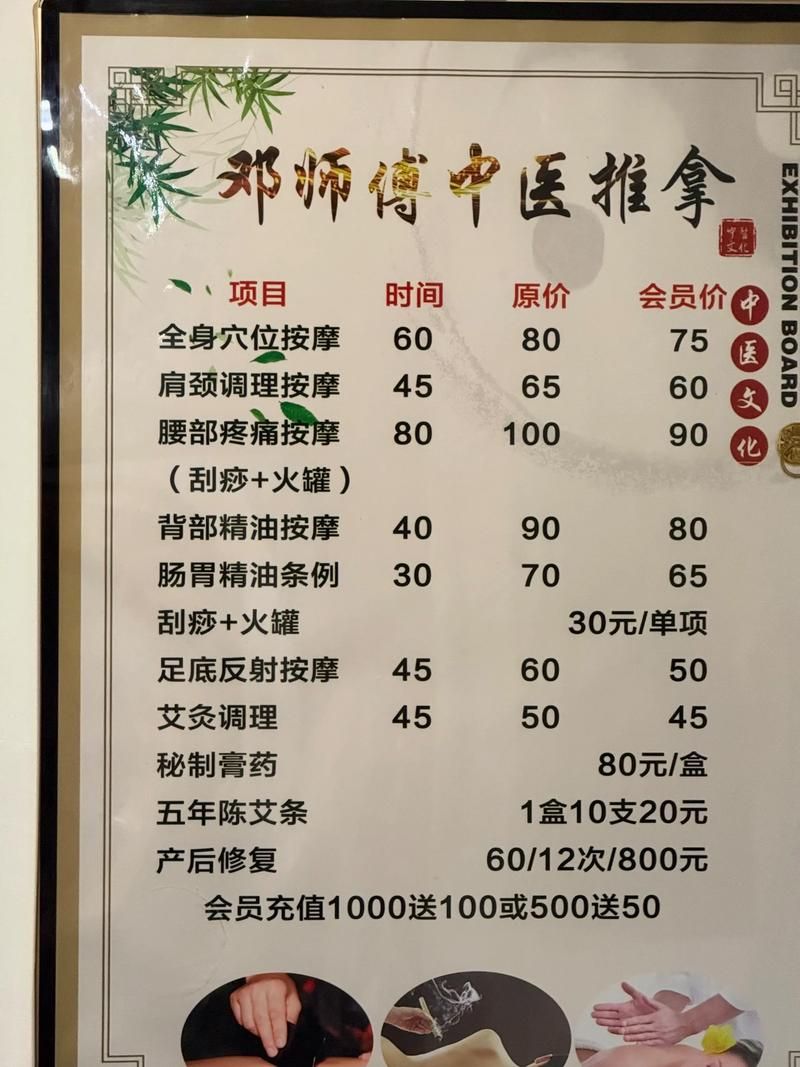 邓师傅中医推拿
中医文化
EXHIBITION BOARD
项目 时间 原价 会员价
全身穴位按摩 60 80 75
肩颈调理按摩 45 65 60
腰部疼痛按摩 80 100 90
（刮痧+火罐）
背部精油按摩 40 90 80
肠胃精油条例 30 70 65
刮痧+火罐 30元/单项
足底反射按摩 45 60 50
艾灸调理 45 50 45
秘制膏药 80元/盒
五年陈艾条 1盒10支20元
产后修复 60/12次/800元
会员充值1000送100或500送50